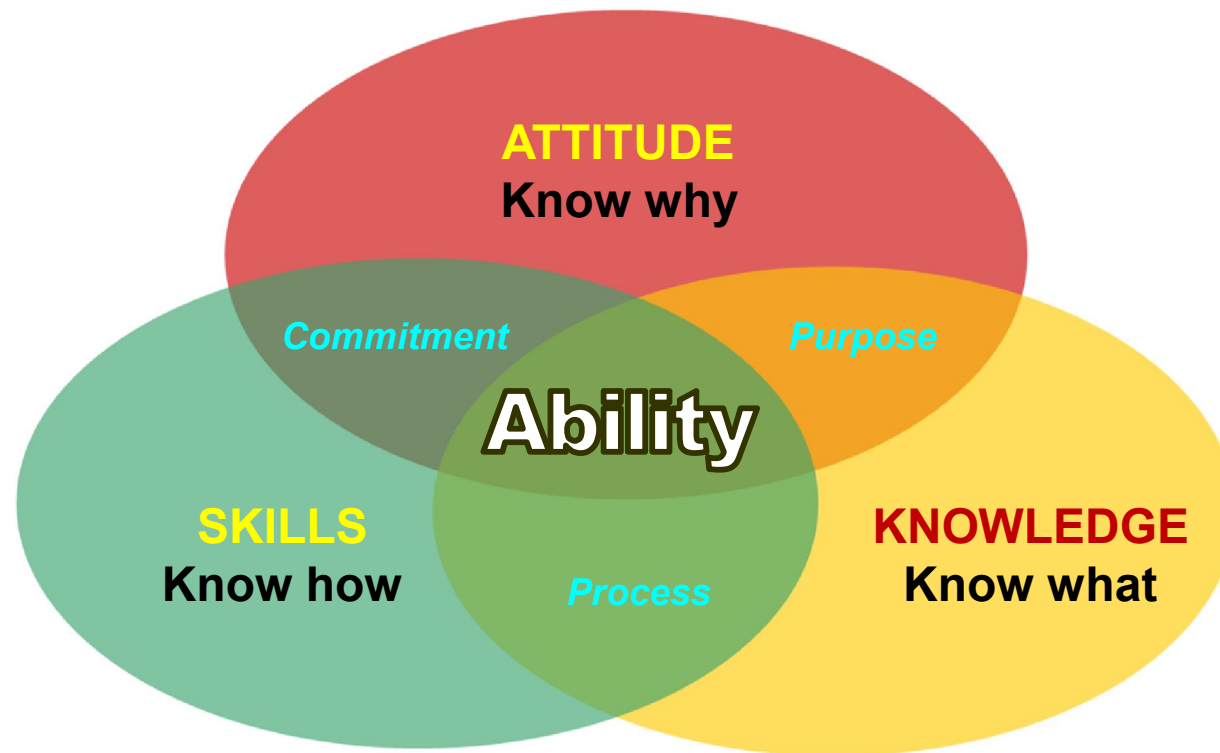 ATTITUDE
Know why
Commitment
Purpose
Ability
SKILLS
Know how
KNOWLEDGE
Know what
Process